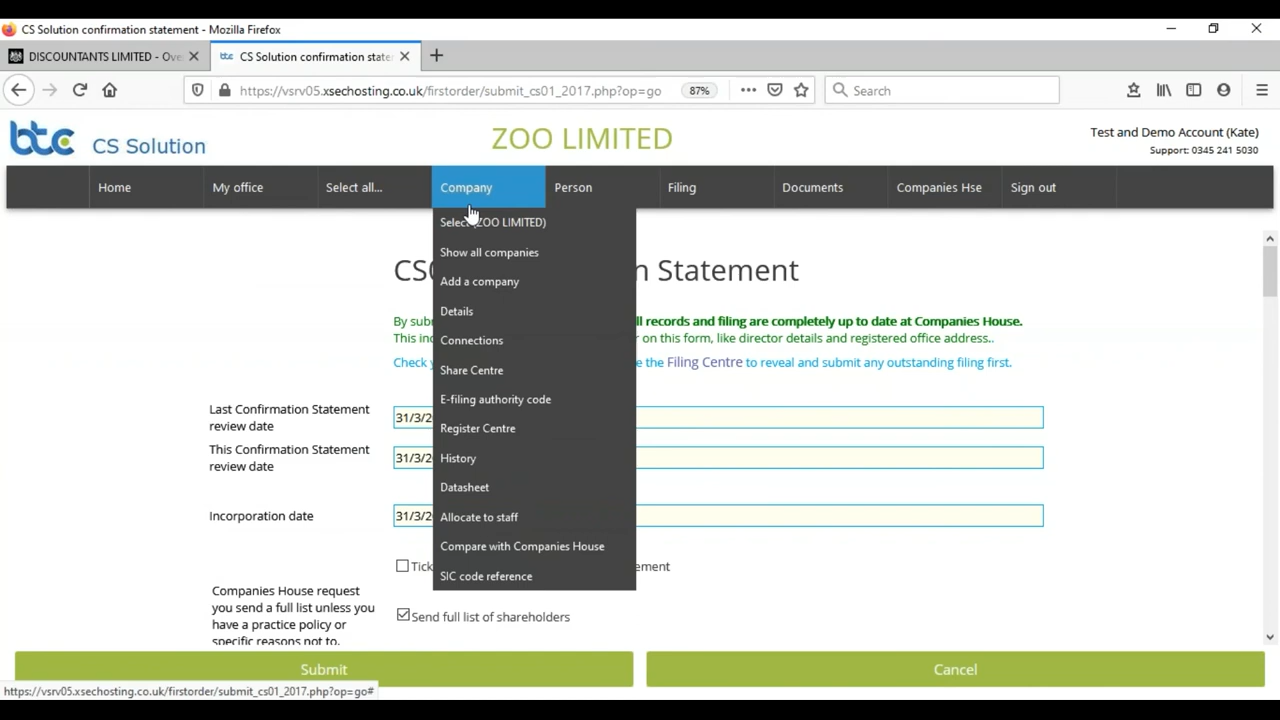 CS Solution confirmation statement - Mozilla Firefox
DISCOUNTANTS LIMITED - Ove
btc CS Solution confirmation state
https://vsrv05.xsechosting.co.uk/firstorder/submit_cs01_2017.php?op=go
87%
Search
btc CS Solution
ZOO LIMITED
Test and Demo Account (Kate)
Support: 0345 241 5030
Home
My office
Select all...
Company
Person
Filing
Documents
Companies Hse
Sign out
Select (ZOO LIMITED)
Show all companies
Add a company
Details
Connections
Share Centre
E-filing authority code
Register Centre
History
Datasheet
Allocate to staff
Compare with Companies House
SIC code reference
CS Statement
By sub ll records and filing are completely up to date at Companies House.
This in on this form, like director details and registered office address..
Check e the Filing Centre to reveal and submit any outstanding filing first.
Last Confirmation Statement
review date
31/3/2
This Confirmation Statement
review date
31/3/2
Incorporation date
31/3/2
Tick ement
Companies House request
you send a full list unless you
have a practice policy or
specific reasons not to.
Send full list of shareholders
Submit
Cancel
https://vsrv05.xsechosting.co.uk/firstorder/submit_cs01_2017.php?op=go#